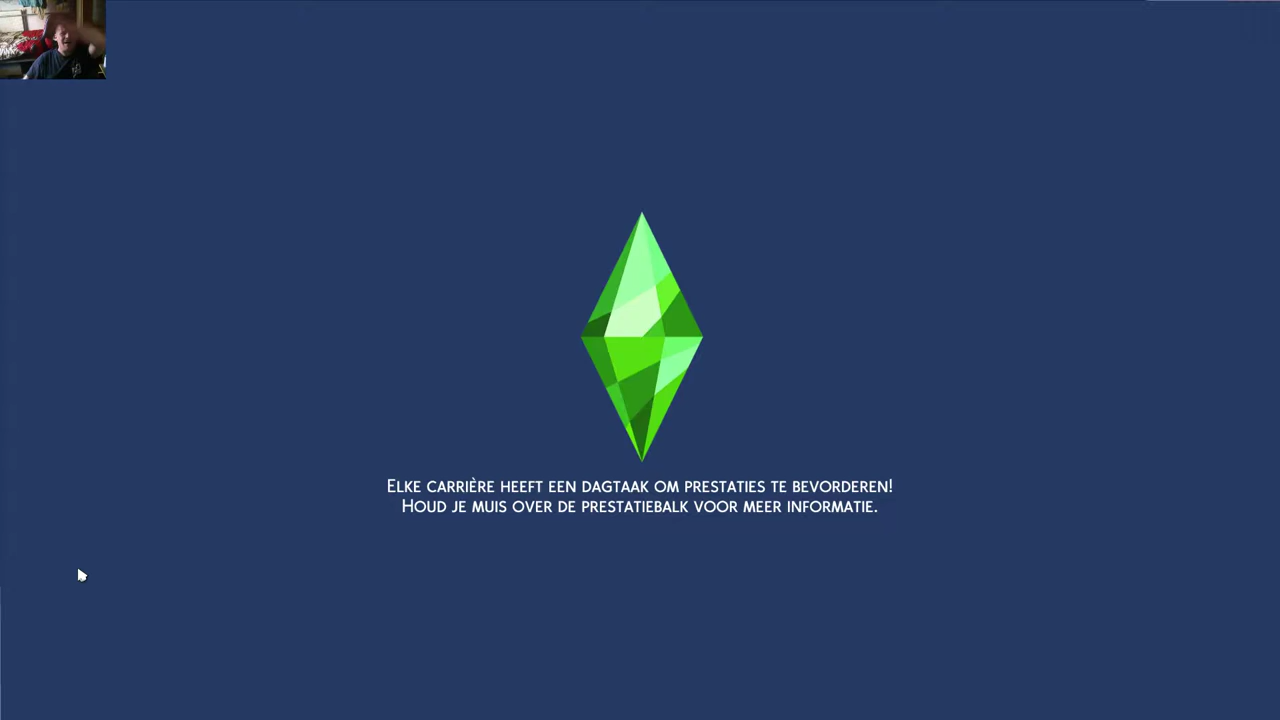 Elke carrière heeft een dagtaak om prestaties te bevorderen!
Houd je muis over de prestatiebalk voor meer informatie.